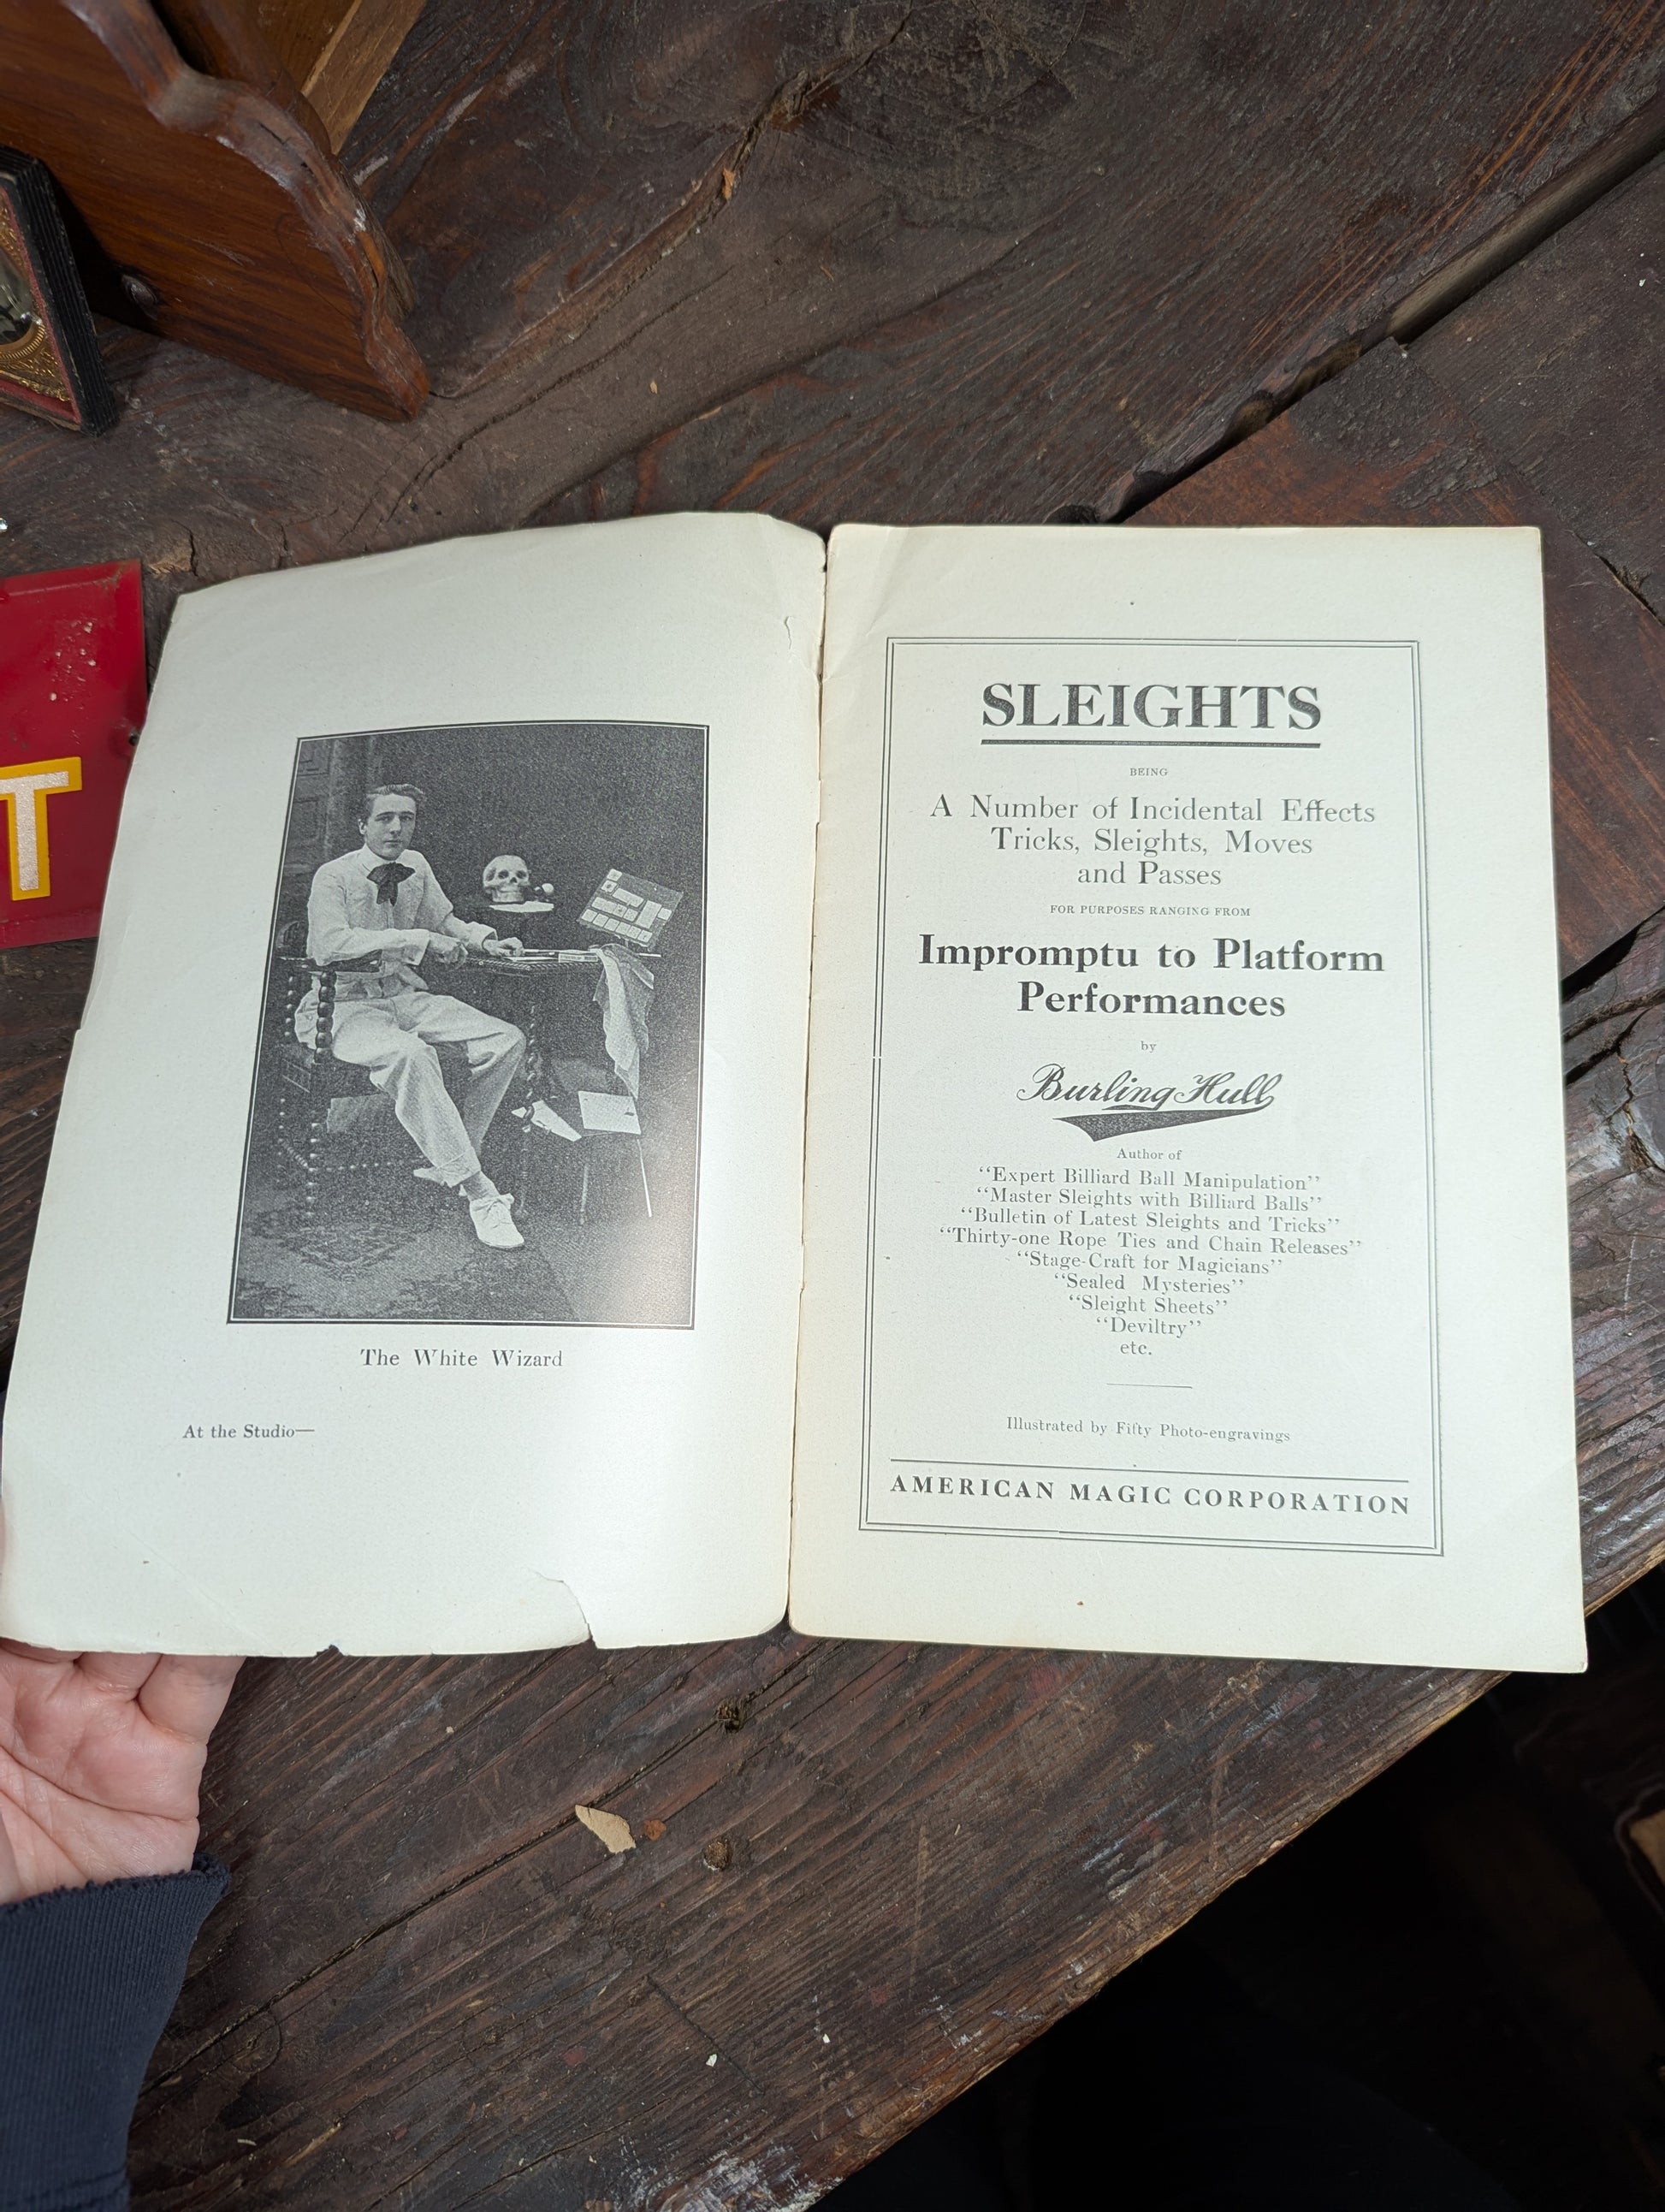 T
The White Wizard
At the Studio—
SLEIGHTS
BEING
A Number of Incidental Effects
Tricks, Sleights, Moves
and Passes
FOR PURPOSES RANGING FROM
Impromptu to Platform
Performances
by
Burling Hull
Author of
“Expert Billiard Ball Manipulation”
“Master Sleights with Billiard Balls”
“Bulletin of Latest Sleights and Tricks”
“Thirty-one Rope Ties and Chain Releases”
“Stage-Craft for Magicians”
“Sealed Mysteries”
“Sleight Sheets”
“Deviltry”
etc.
Illustrated by Fifty Photo-engravings
AMERICAN MAGIC CORPORATION